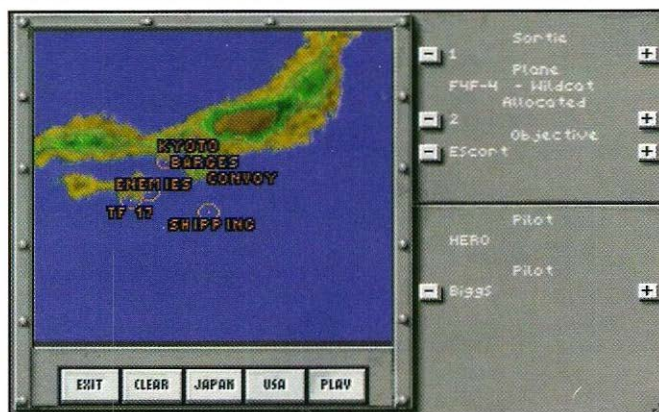 KYOTO
BARGES
CONVOY
ENEMIES
TF 17
SHIPPING
EXIT
CLEAR
JAPAN
USA
PLAY
Sortie
- 1 +
Plane
F4F-4 - Wildcat
Allocated
- 2 +
Objective
- EScort +
Pilot
HERO
Pilot
- BiggS +